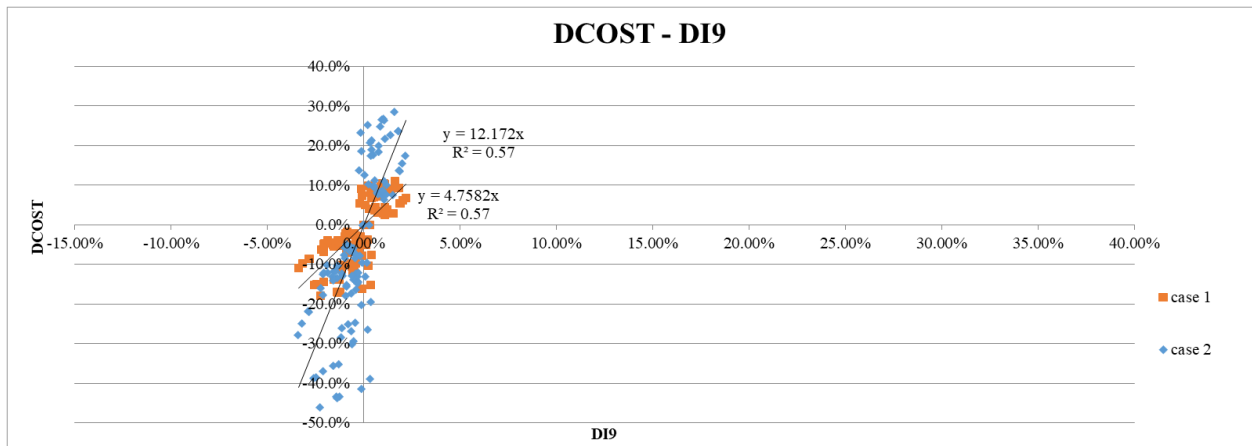 DCOST - DI9
40.0%
30.0%
20.0%
10.0%
0.0%
-10.0%
-20.0%
-30.0%
-40.0%
-50.0%
-15.00% -10.00% -5.00% 0.00% 5.00% 10.00% 15.00% 20.00% 25.00% 30.00% 35.00% 40.00%
y = 12.172x
R² = 0.57
y = 4.7582x
R² = 0.57
DCOST
DI9
case 1
case 2